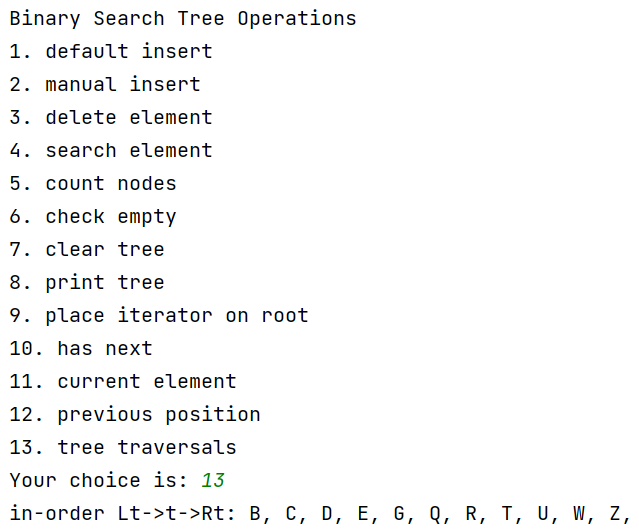 Binary Search Tree Operations
1. default insert
2. manual insert
3. delete element
4. search element
5. count nodes
6. check empty
7. clear tree
8. print tree
9. place iterator on root
10. has next
11. current element
12. previous position
13. tree traversals
Your choice is: 13
in-order Lt->t->Rt: B, C, D, E, G, Q, R, T, U, W, Z,